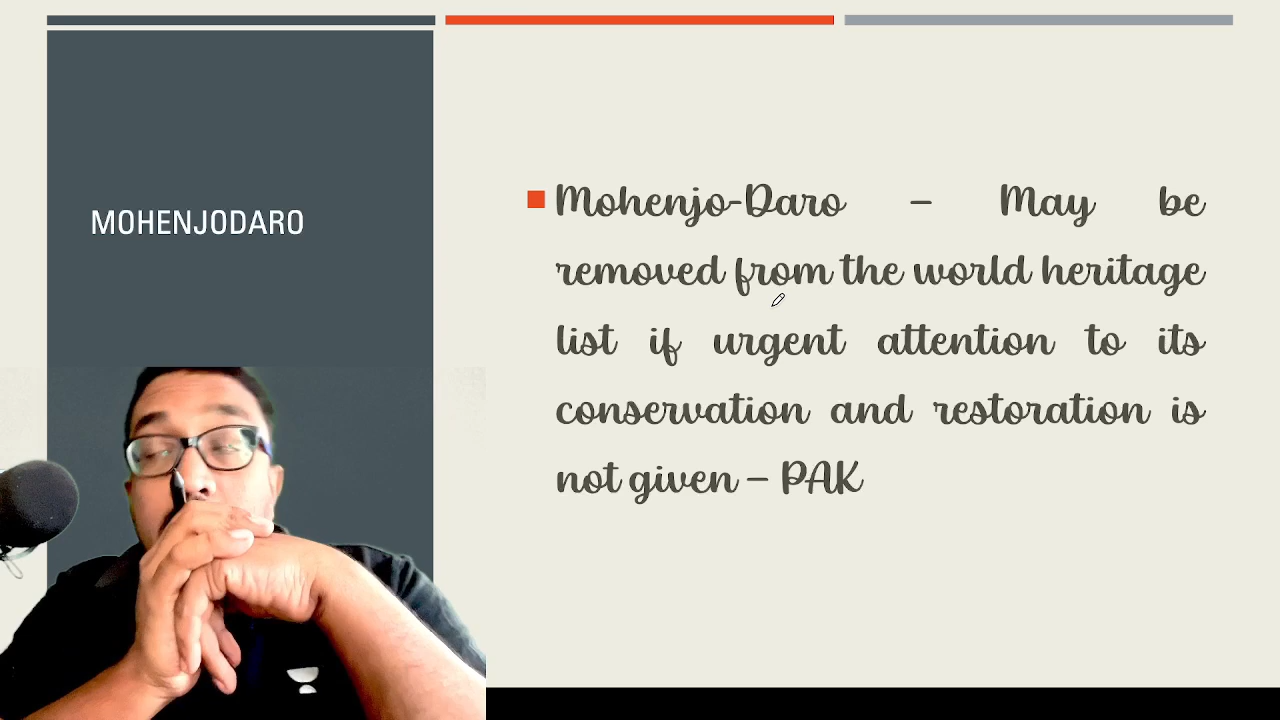 MOHENJODARO
Mohenjo-Daro – May be
removed from the world heritage
list if urgent attention to its
conservation and restoration is
not given – PAK